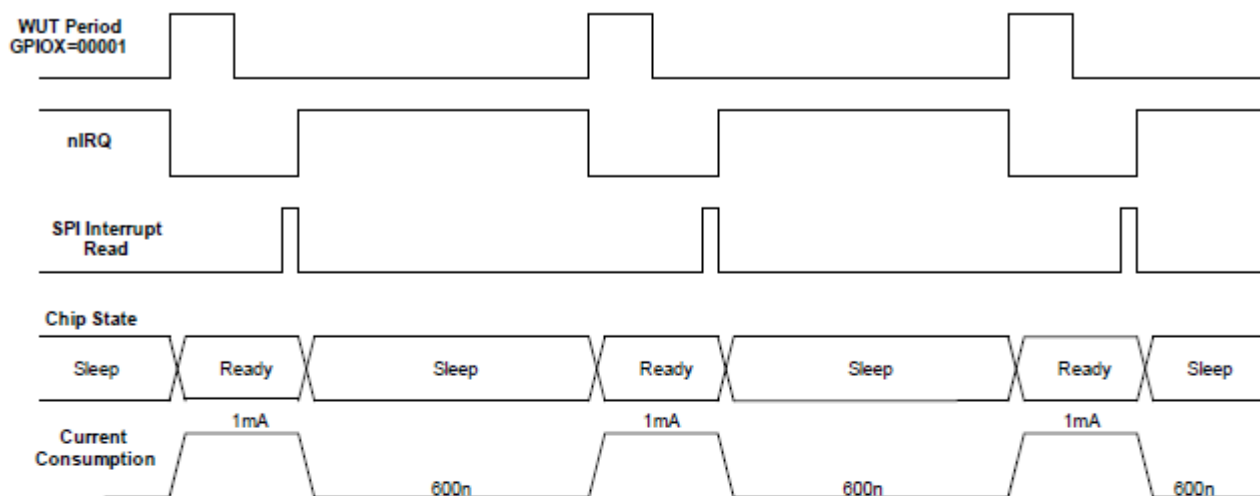 WUT Period
GPIOX=00001
nIRQ
SPI Interrupt
Read
Chip State
Sleep Ready Sleep Ready Sleep Ready Sleep
1mA 1mA 1mA
Current
Consumption
600n 600n 600n